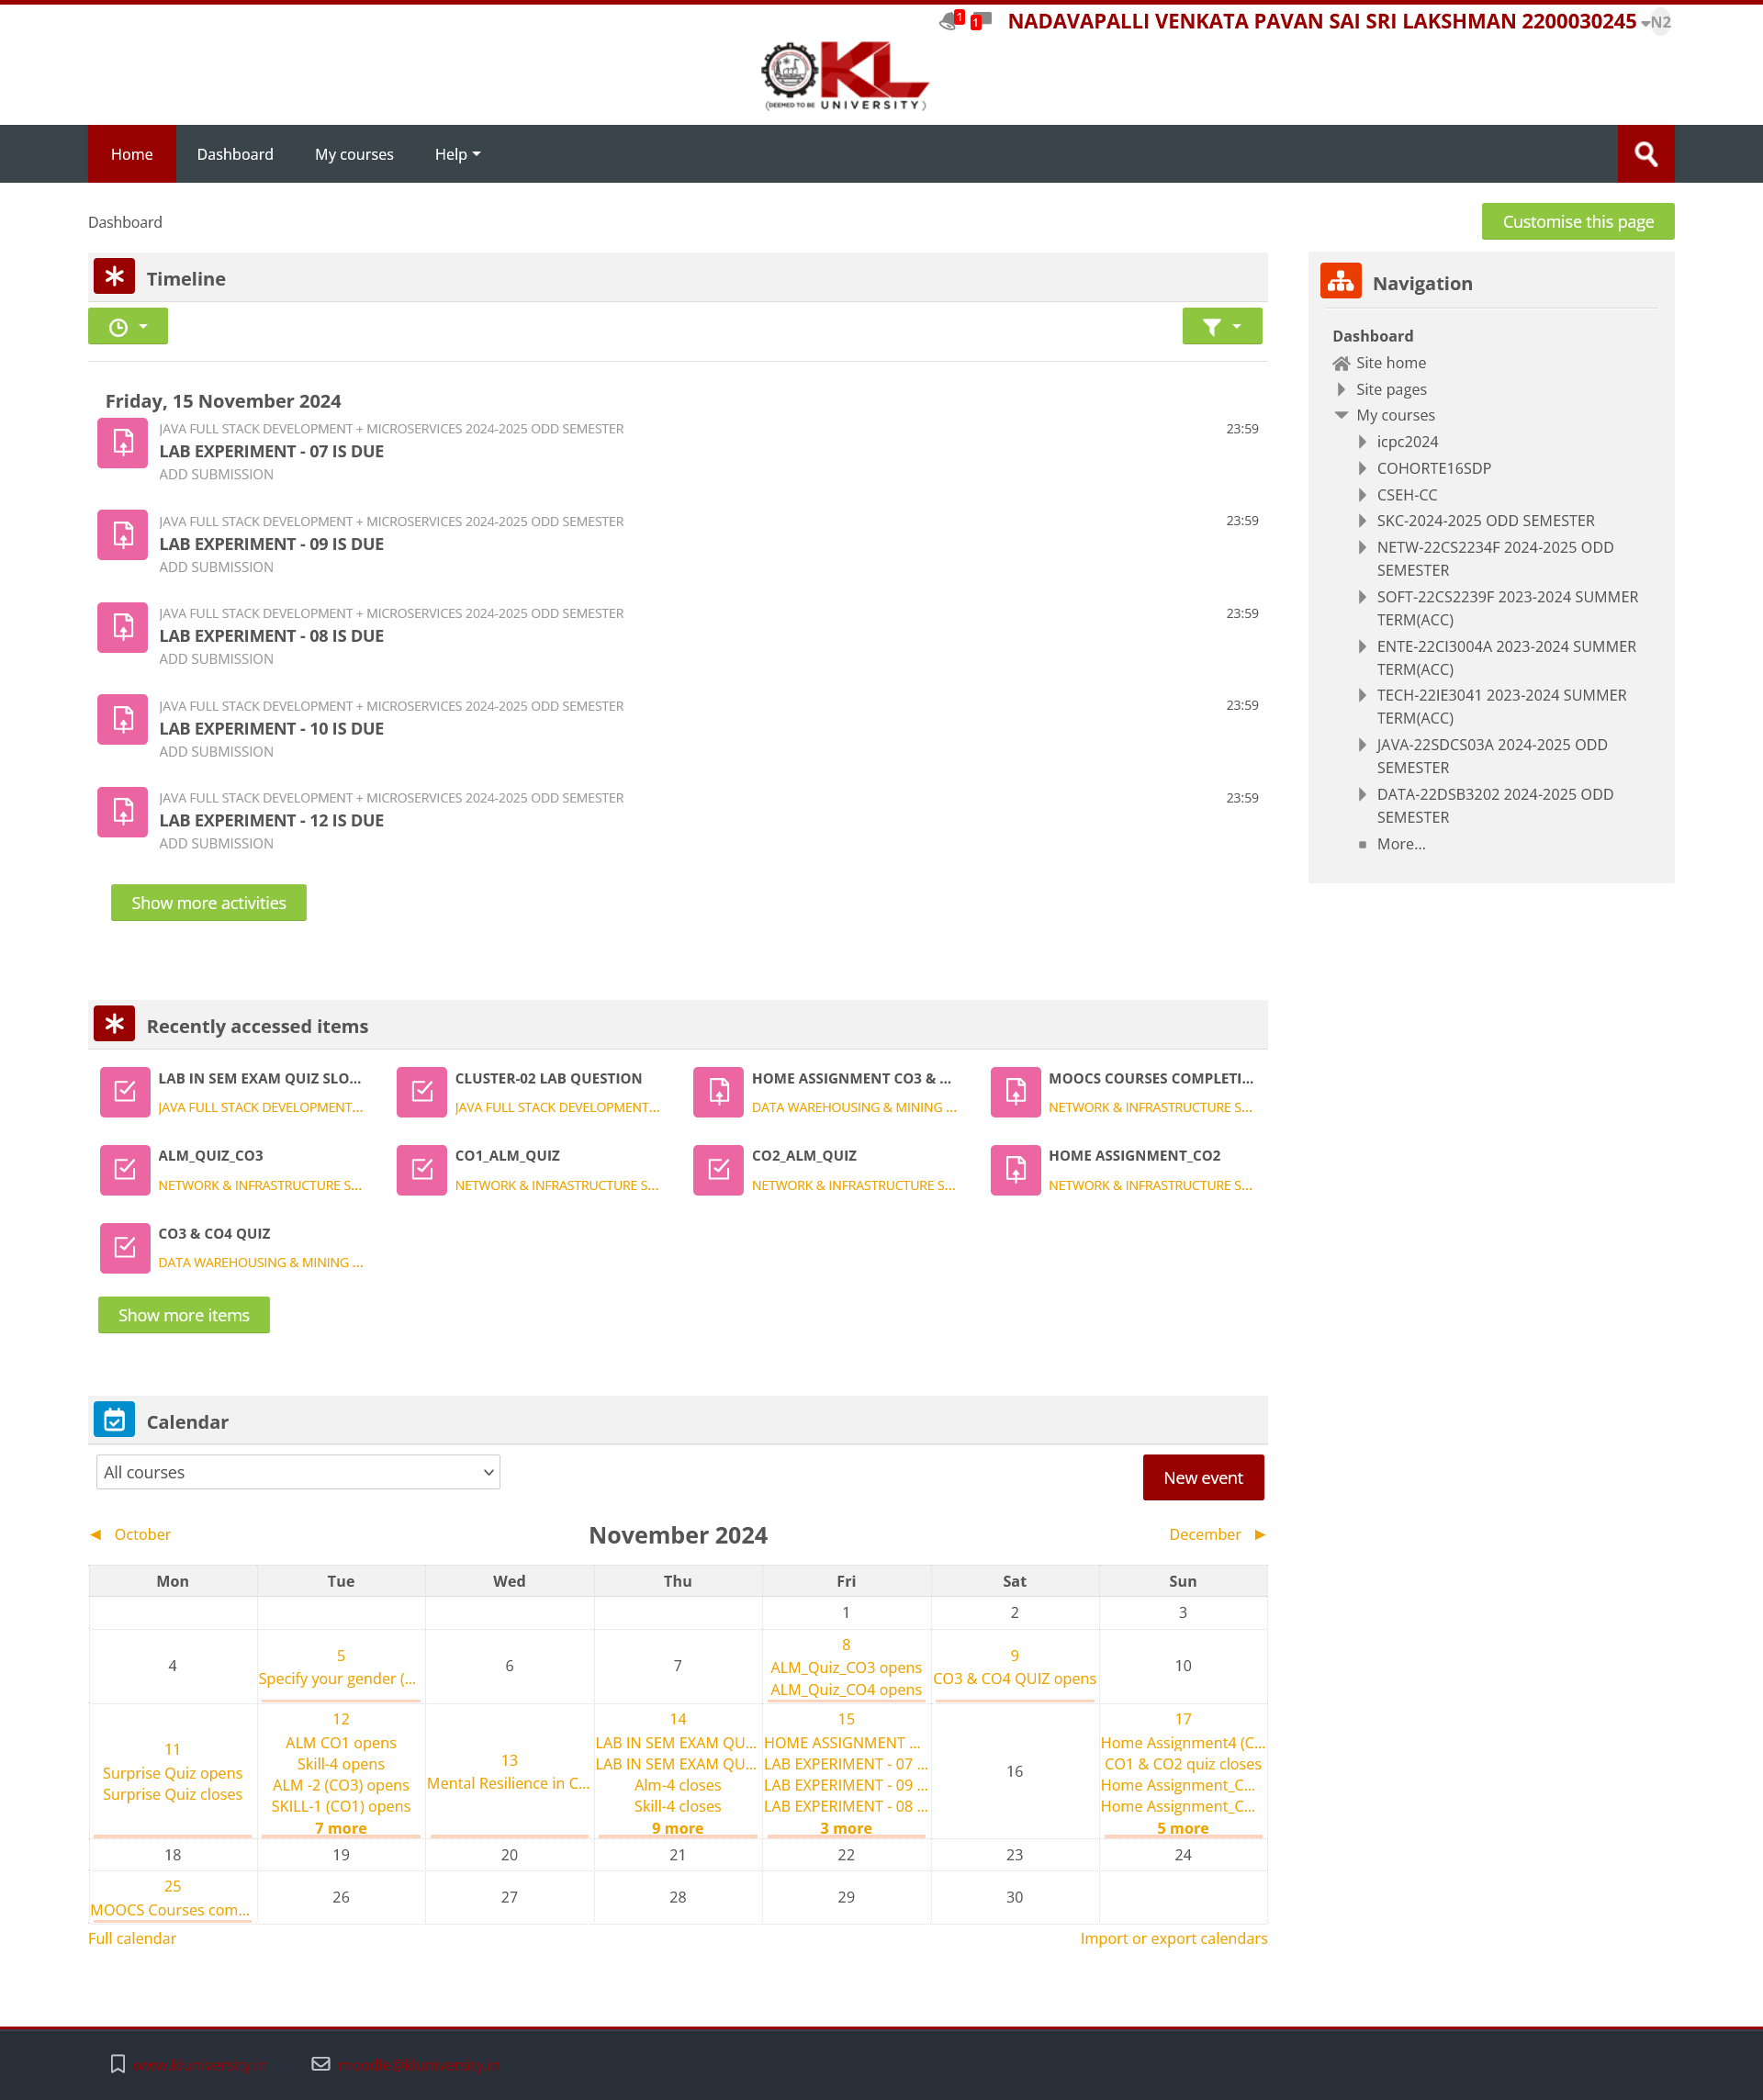 1 1 NADAVAPALLI VENKATA PAVAN SAI SRI LAKSHMAN 2200030245 N2
KL
(DEEMED TO BE UNIVERSITY)
Home Dashboard My courses Help
Dashboard
Customise this page
Timeline
Friday, 15 November 2024
JAVA FULL STACK DEVELOPMENT + MICROSERVICES 2024-2025 ODD SEMESTER 23:59
LAB EXPERIMENT - 07 IS DUE
ADD SUBMISSION
JAVA FULL STACK DEVELOPMENT + MICROSERVICES 2024-2025 ODD SEMESTER 23:59
LAB EXPERIMENT - 09 IS DUE
ADD SUBMISSION
JAVA FULL STACK DEVELOPMENT + MICROSERVICES 2024-2025 ODD SEMESTER 23:59
LAB EXPERIMENT - 08 IS DUE
ADD SUBMISSION
JAVA FULL STACK DEVELOPMENT + MICROSERVICES 2024-2025 ODD SEMESTER 23:59
LAB EXPERIMENT - 10 IS DUE
ADD SUBMISSION
JAVA FULL STACK DEVELOPMENT + MICROSERVICES 2024-2025 ODD SEMESTER 23:59
LAB EXPERIMENT - 12 IS DUE
ADD SUBMISSION
Show more activities
Navigation
Dashboard
Site home
Site pages
My courses
icpc2024
COHORTE16SDP
CSEH-CC
SKC-2024-2025 ODD SEMESTER
NETW-22CS2234F 2024-2025 ODD
SEMESTER
SOFT-22CS2239F 2023-2024 SUMMER
TERM(ACC)
ENTE-22CI3004A 2023-2024 SUMMER
TERM(ACC)
TECH-22IE3041 2023-2024 SUMMER
TERM(ACC)
JAVA-22SDCS03A 2024-2025 ODD
SEMESTER
DATA-22DSB3202 2024-2025 ODD
SEMESTER
More...
Recently accessed items
LAB IN SEM EXAM QUIZ SLO... CLUSTER-02 LAB QUESTION HOME ASSIGNMENT CO3 & ... MOOCS COURSES COMPLETI...
JAVA FULL STACK DEVELOPMENT... JAVA FULL STACK DEVELOPMENT... DATA WAREHOUSING & MINING ... NETWORK & INFRASTRUCTURE S...
ALM_QUIZ_CO3 CO1_ALM_QUIZ CO2_ALM_QUIZ HOME ASSIGNMENT_CO2
NETWORK & INFRASTRUCTURE S... NETWORK & INFRASTRUCTURE S... NETWORK & INFRASTRUCTURE S... NETWORK & INFRASTRUCTURE S...
CO3 & CO4 QUIZ
DATA WAREHOUSING & MINING ...
Show more items
Calendar
All courses New event
◄ October November 2024 December ►
Mon Tue Wed Thu Fri Sat Sun
1 2 3
4
5
Specify your gender (...
6
7
8
ALM_Quiz_CO3 opens
ALM_Quiz_CO4 opens
9
CO3 & CO4 QUIZ opens
10
11
Surprise Quiz opens
Surprise Quiz closes
12
ALM CO1 opens
Skill-4 opens
ALM -2 (CO3) opens
SKILL-1 (CO1) opens
7 more
13
Mental Resilience in C...
14
LAB IN SEM EXAM QU...
LAB IN SEM EXAM QU...
Alm-4 closes
Skill-4 closes
9 more
15
HOME ASSIGNMENT ...
LAB EXPERIMENT - 07 ...
LAB EXPERIMENT - 09 ...
LAB EXPERIMENT - 08 ...
3 more
16
17
Home Assignment4 (C...
CO1 & CO2 quiz closes
Home Assignment_C...
Home Assignment_C...
5 more
18 19 20 21 22 23 24
25
MOOCS Courses com...
26 27 28 29 30
Full calendar Import or export calendars